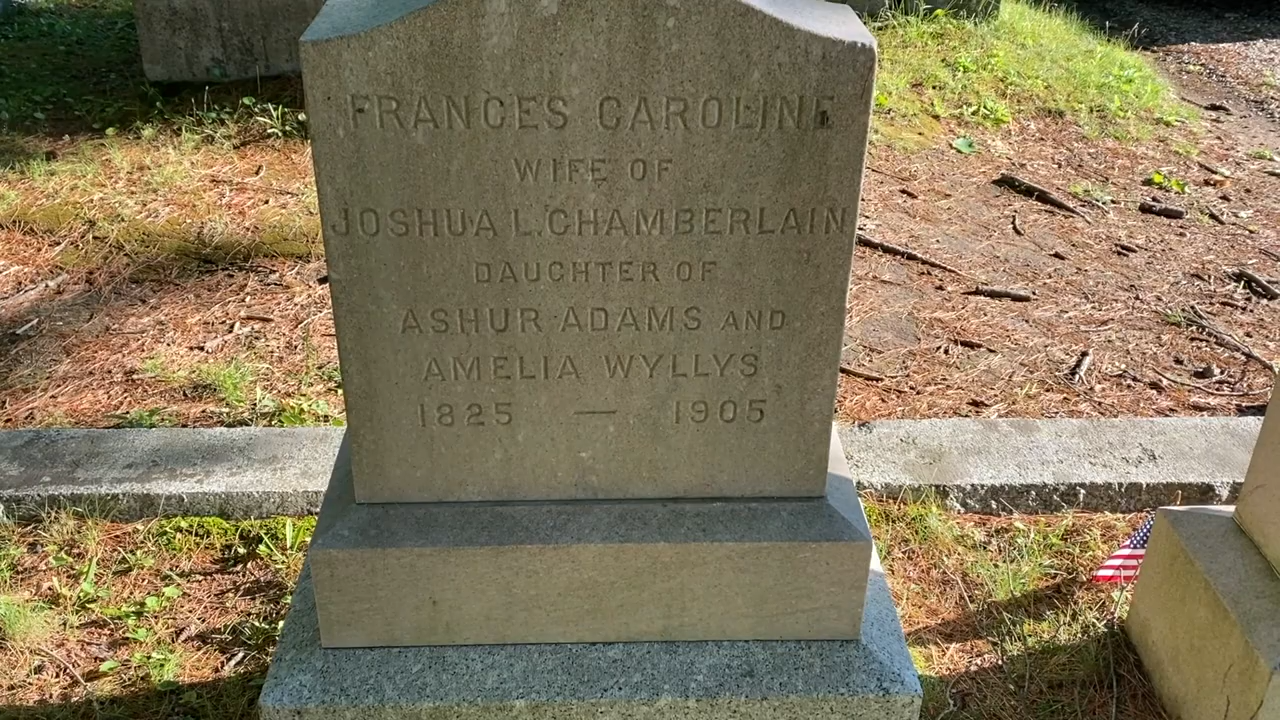 FRANCES CAROLINE
WIFE OF
JOSHUA L. CHAMBERLAIN
DAUGHTER OF
ASHUR ADAMS AND
AMELIA WYLLYS
1825 — 1905